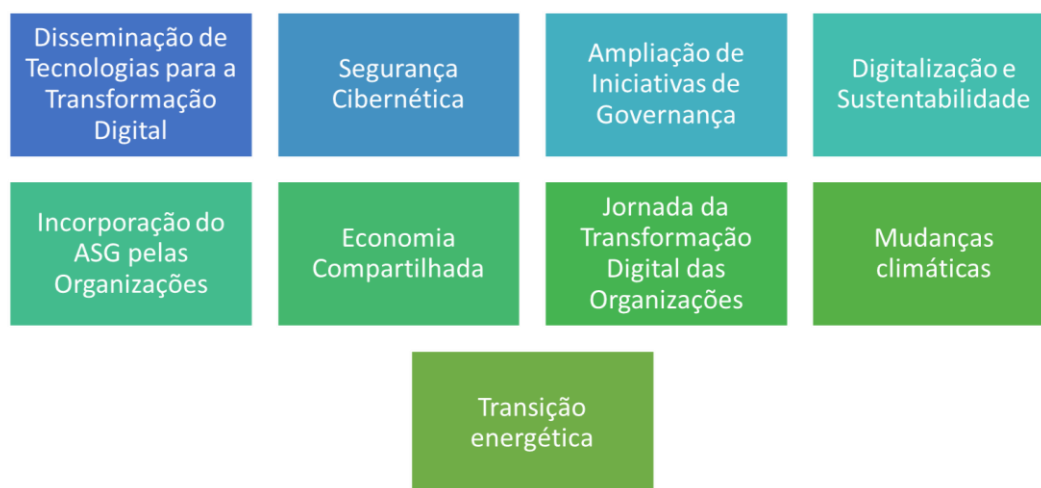 Disseminação de
Tecnologias para a
Transformação
Digital
Segurança
Cibernética
Ampliação de
Iniciativas de
Governança
Digitalização e
Sustentabilidade
Incorporação do
ASG pelas
Organizações
Economia
Compartilhada
Jornada da
Transformação
Digital das
Organizações
Mudanças
climáticas
Transição
energética